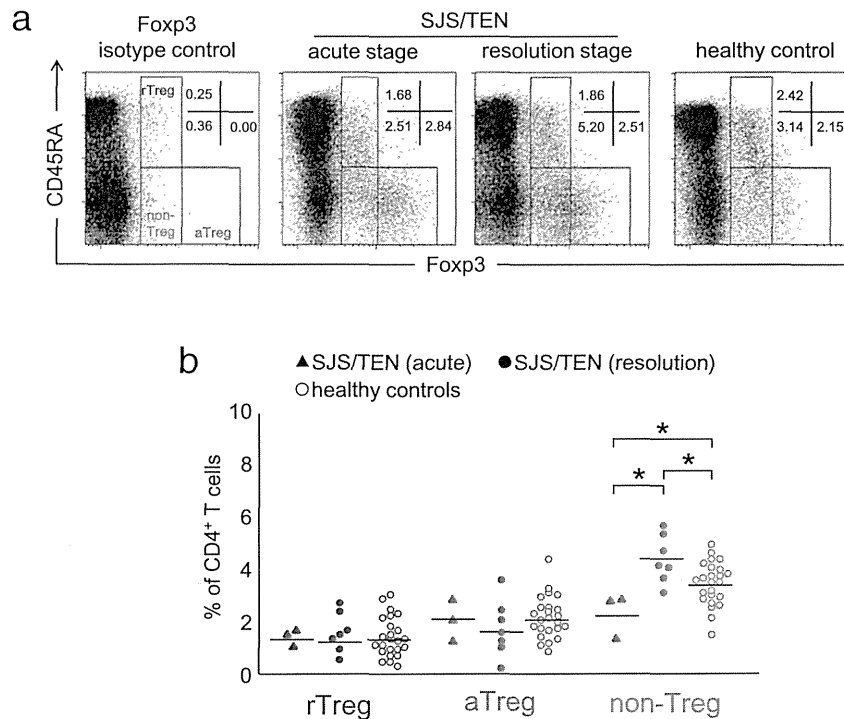 a
Foxp3
isotype control
SJS/TEN
acute stage
resolution stage
healthy control
CD45RA
rTreg
0.25
0.36
0.00
non-
Treg
aTreg
1.68
2.51
2.84
1.86
5.20
2.51
2.42
3.14
2.15
Foxp3
b
▲ SJS/TEN (acute)
● SJS/TEN (resolution)
○ healthy controls
% of CD4⁺ T cells
10
8
6
4
2
0
*
*
*
rTreg
aTreg
non-Treg